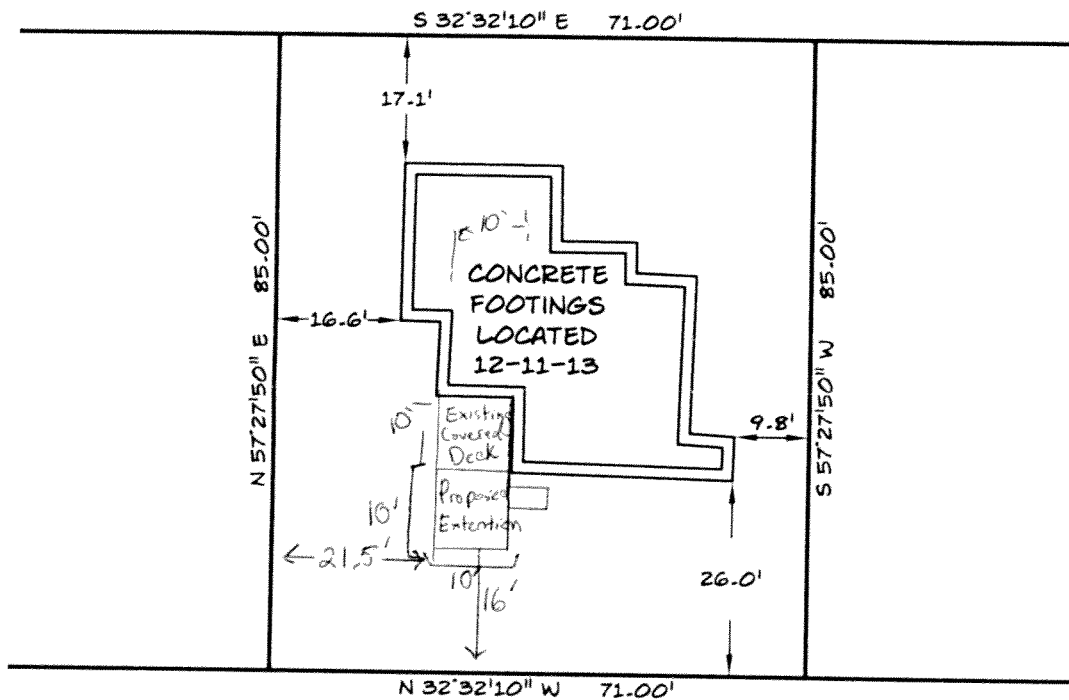 S 32°32'10" E 71.00'
17.1'
85.00'
N 57°27'50" E
16.6'
10'
CONCRETE
FOOTINGS
LOCATED
12-11-13
85.00'
S 57°27'50" W
9.8'
10'
Existing
Covered
Deck
10'
Proposed
Extention
21.5'
10'
16'
26.0'
N 32°32'10" W 71.00'